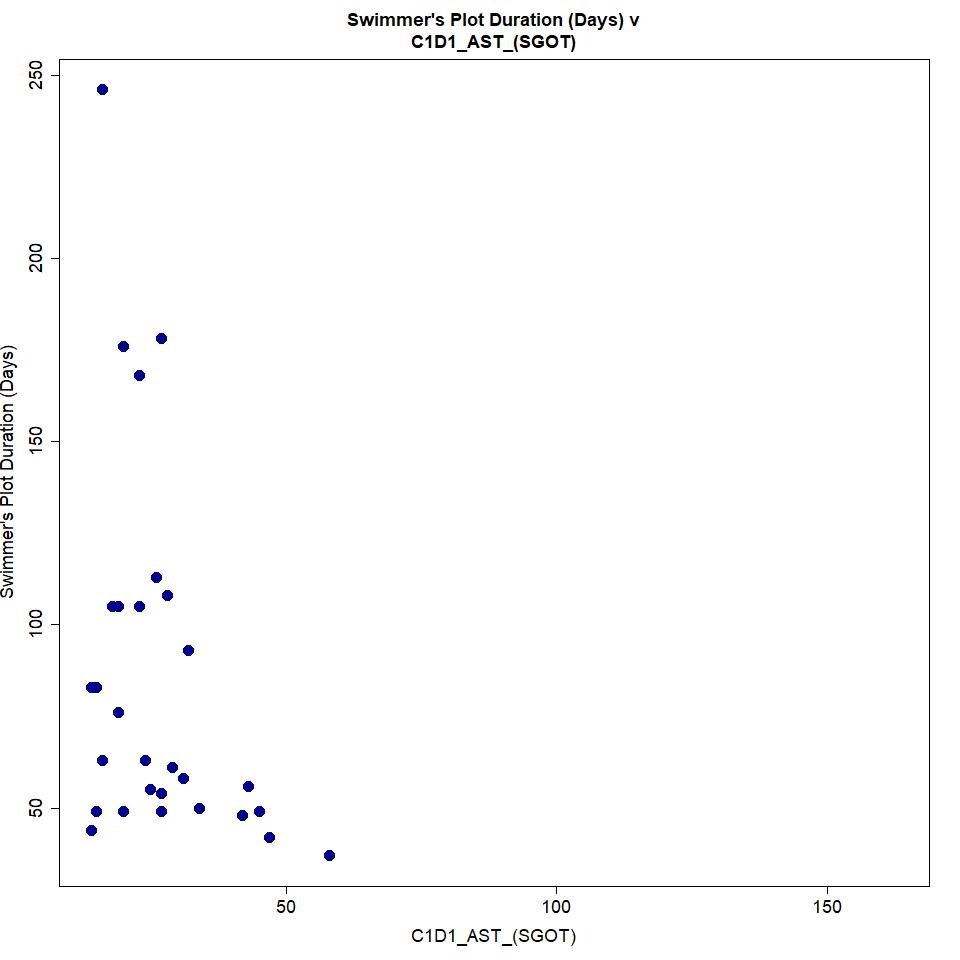 Swimmer's Plot Duration (Days) v
C1D1_AST_(SGOT)
Swimmer's Plot Duration (Days)
250
200
150
100
50
50 100 150
C1D1_AST_(SGOT)